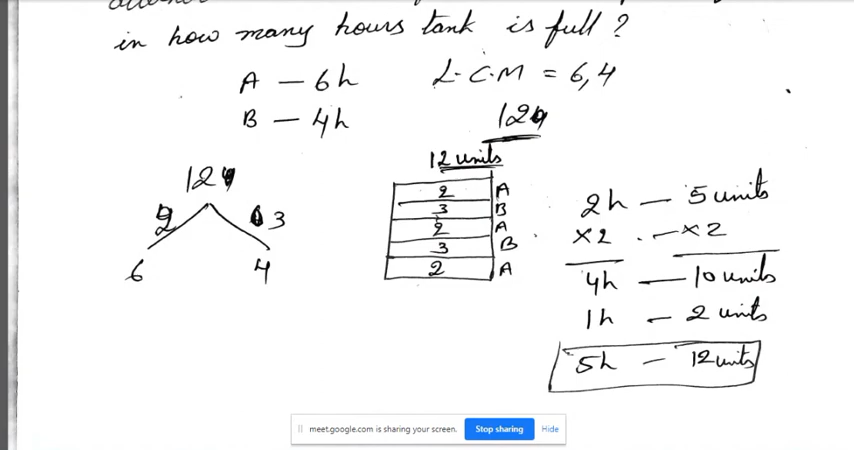 in how many hours tank is full?
A — 6h L.C.M = 6,4
B — 4h 12
12 units
12
2 3
6 4
2 A
3 B
2 A
3 B
2 A
2h — 5 units
×2 — ×2
4h — 10 units
1h — 2 units
5h — 12 units
meet.google.com is sharing your screen. Stop sharing Hide